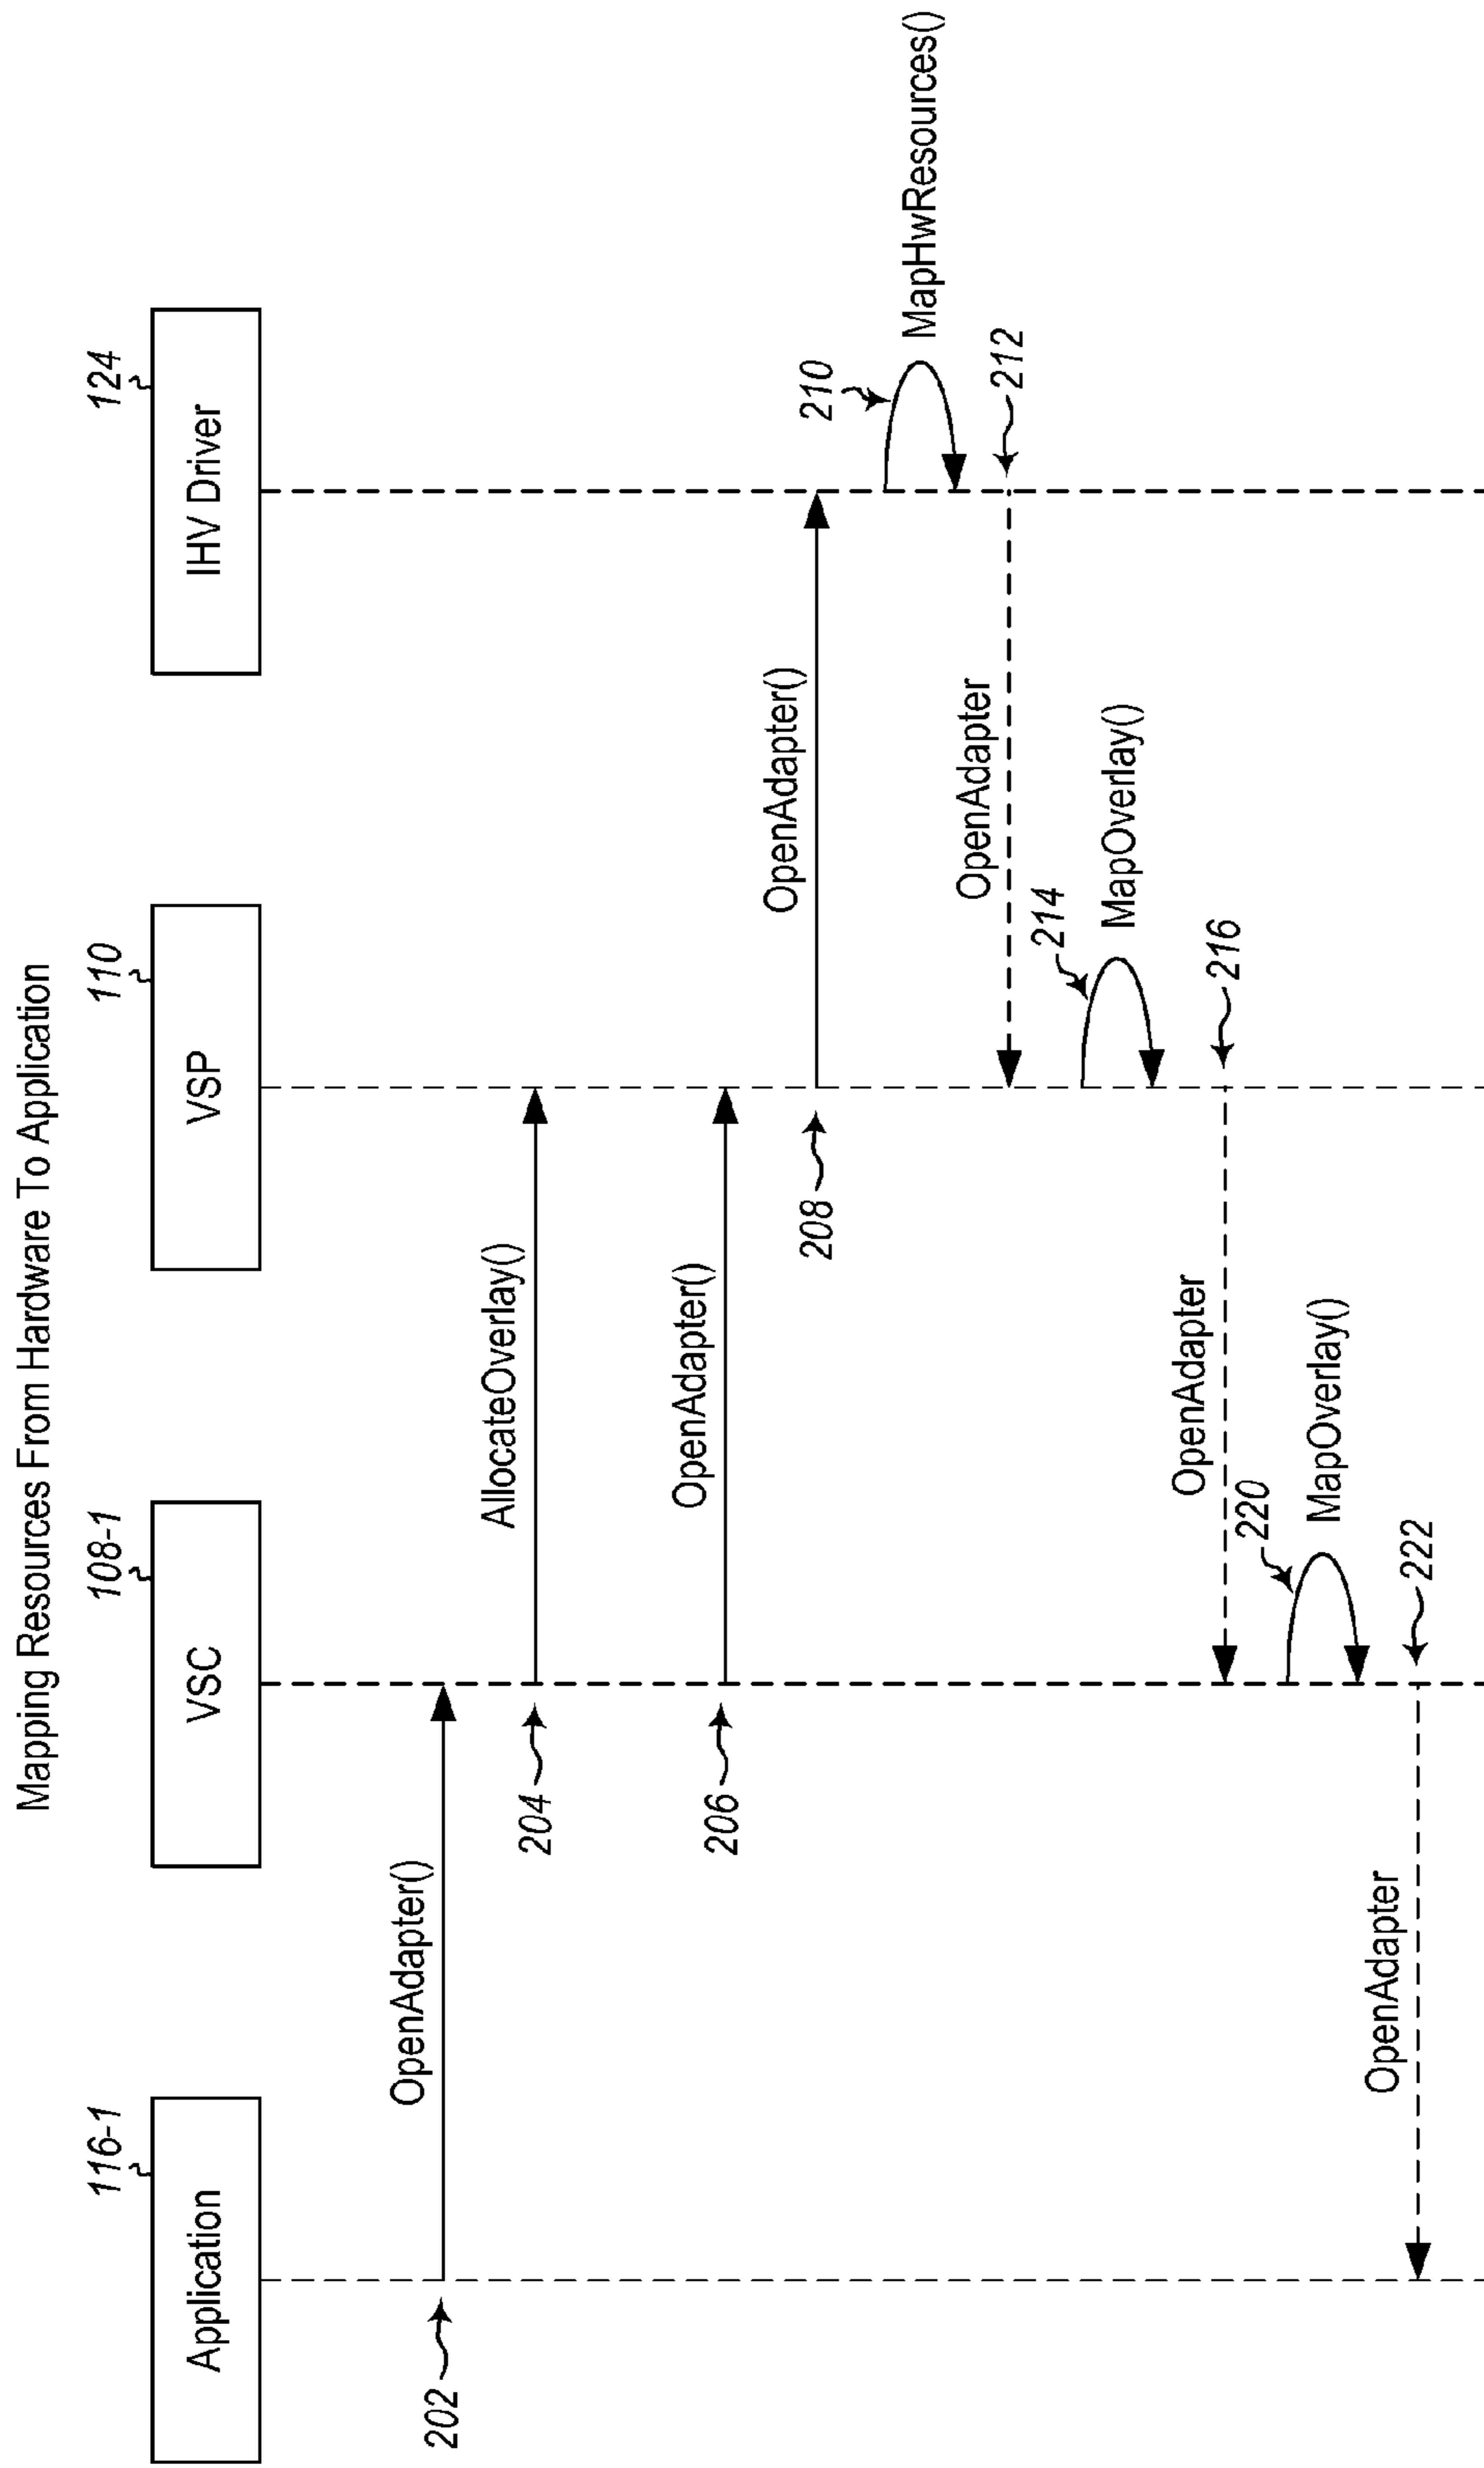 Mapping Resources From Hardware To Application
116-1
108-1
110
124
Application
VSC
VSP
IHV Driver
202
OpenAdapter()
204
AllocateOverlay()
206
OpenAdapter()
208
OpenAdapter()
210
MapHwResources()
212
OpenAdapter
214
MapOverlay()
216
OpenAdapter
220
MapOverlay()
222
OpenAdapter